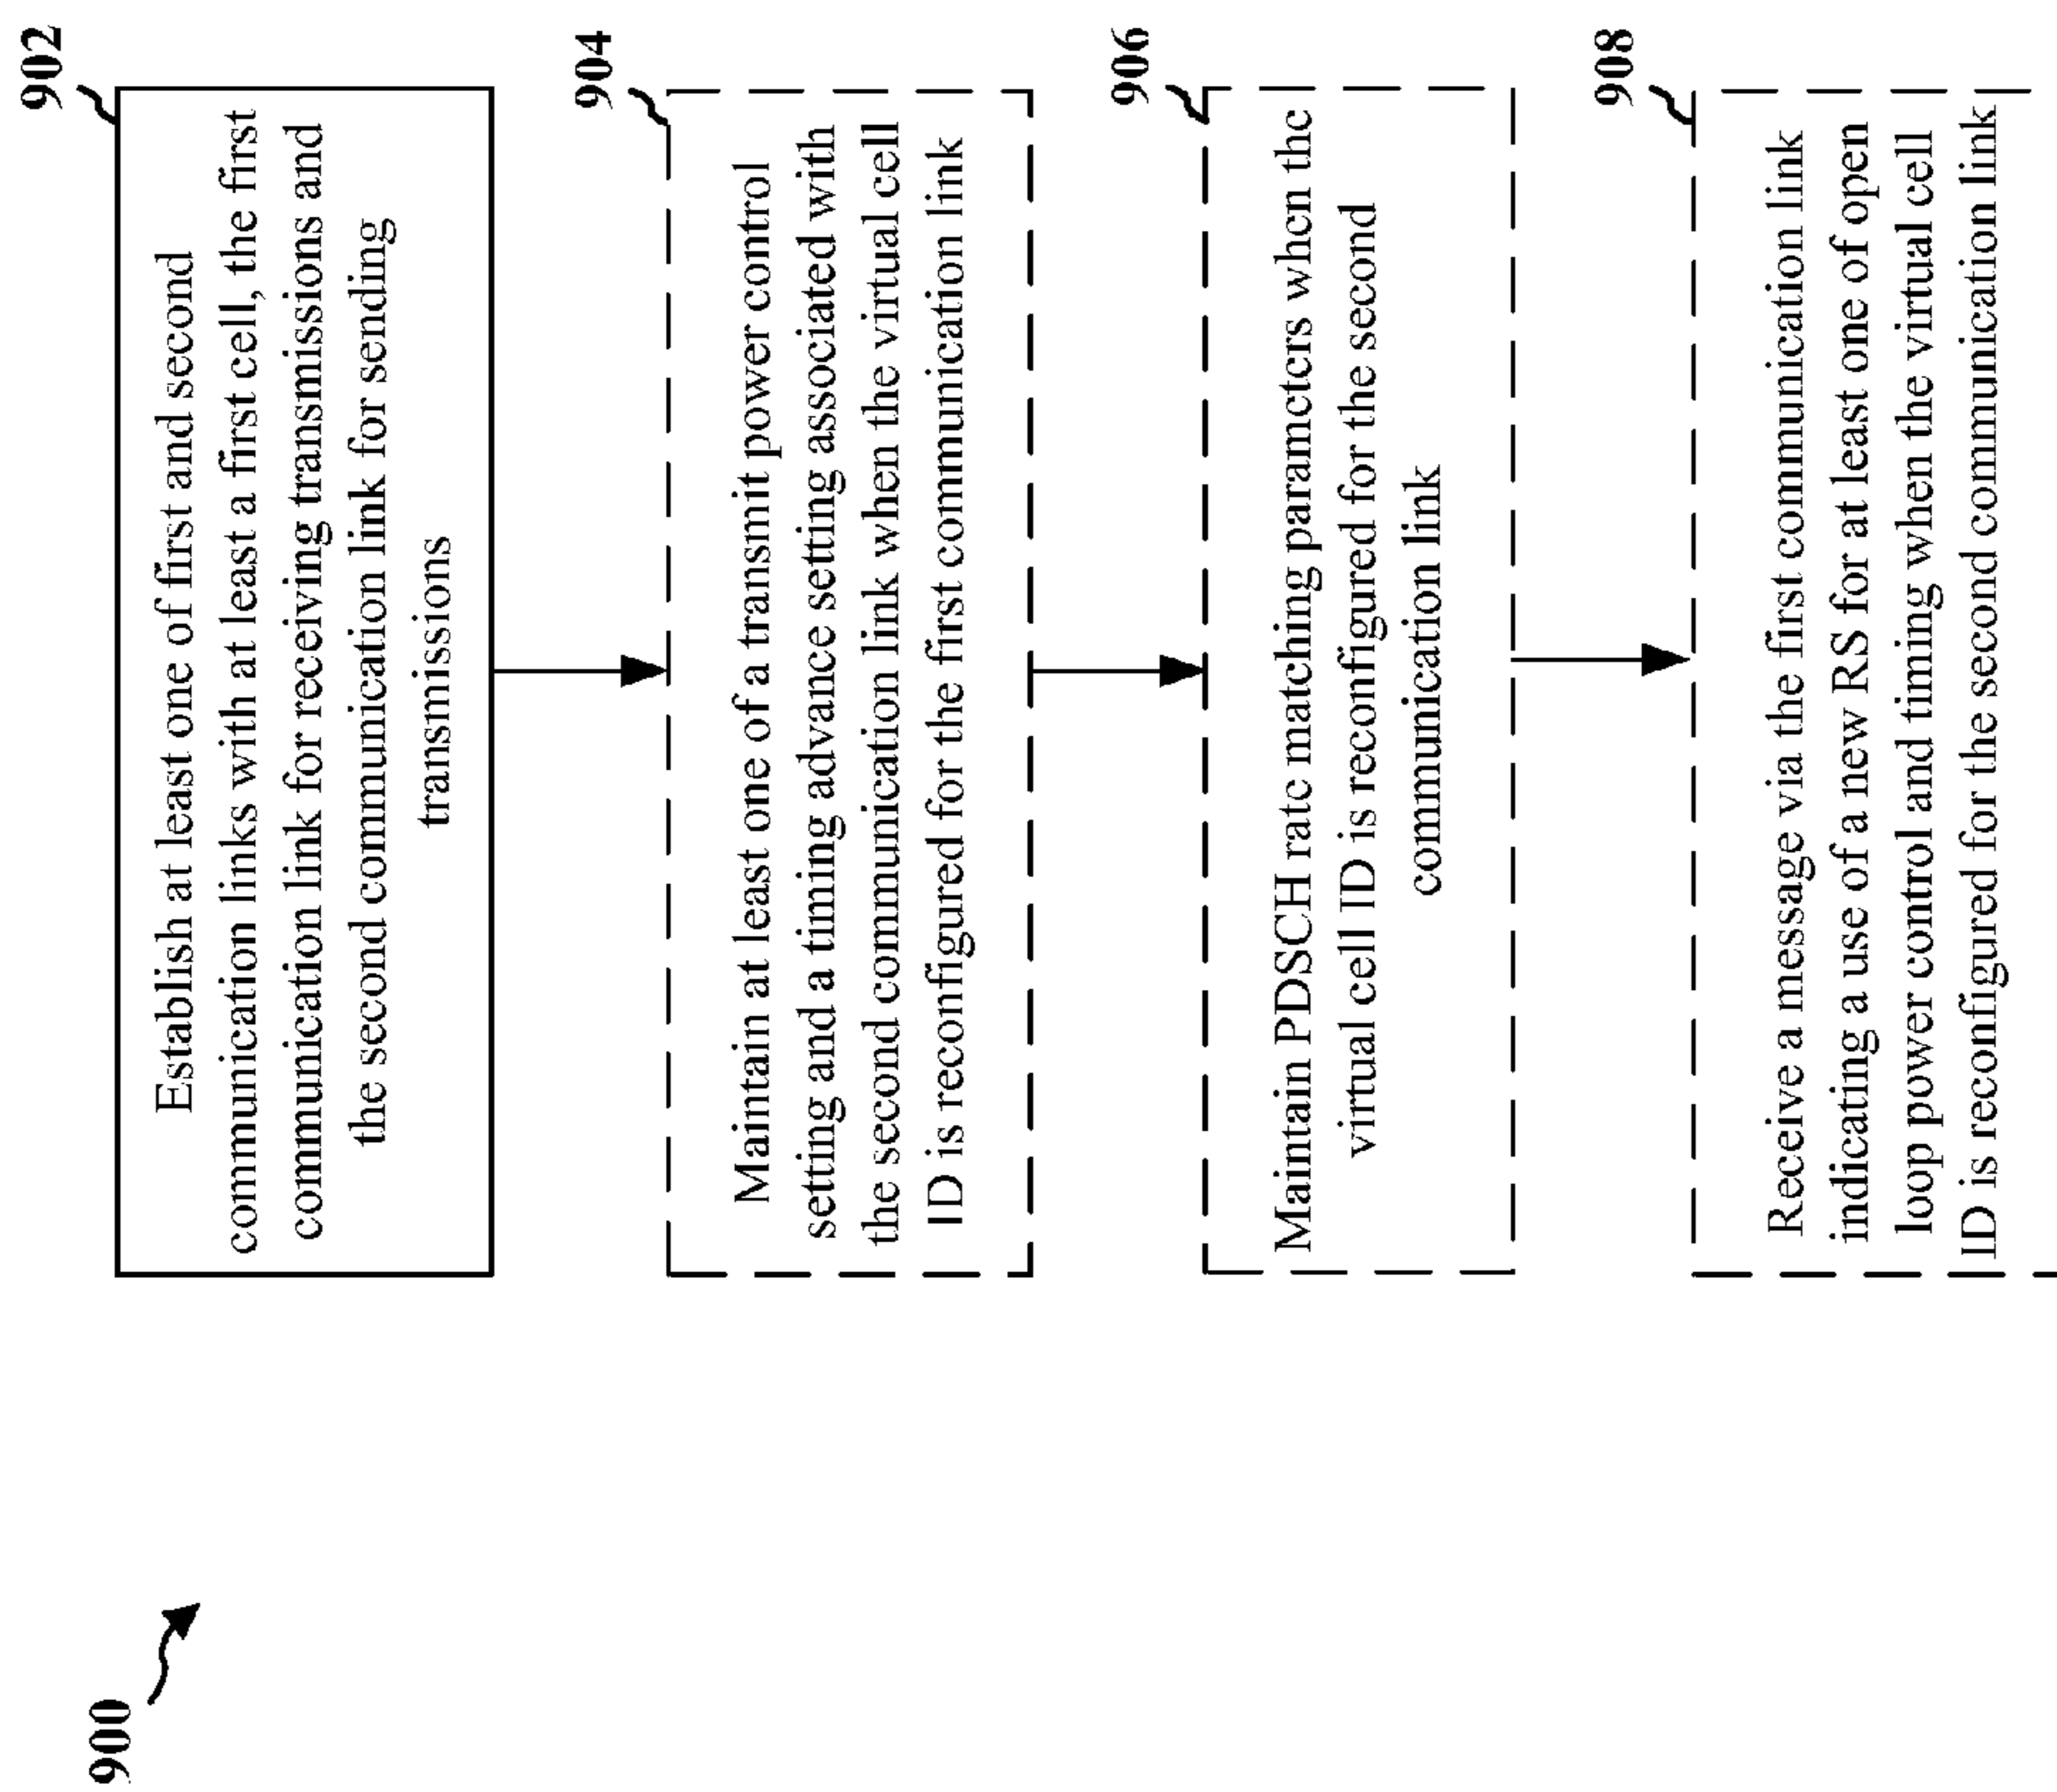 900
902
Establish at least one of first and second
communication links with at least a first cell, the first
communication link for receiving transmissions and
the second communication link for sending
transmissions
904
Maintain at least one of a transmit power control
setting and a timing advance setting associated with
the second communication link when the virtual cell
ID is reconfigured for the first communication link
906
Maintain PDSCH rate matching parameters when the
virtual cell ID is reconfigured for the second
communication link
908
Receive a message via the first communication link
indicating a use of a new RS for at least one of open
loop power control and timing when the virtual cell
ID is reconfigured for the second communication link